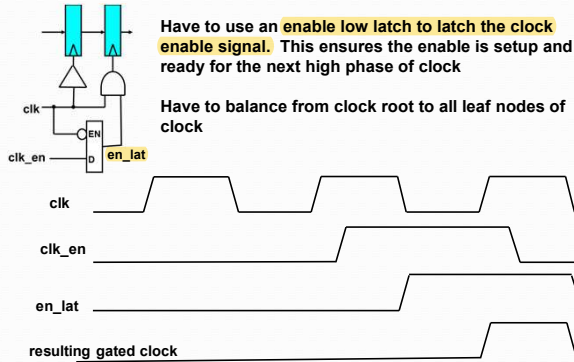 Have to use an enable low latch to latch the clock
enable signal. This ensures the enable is setup and
ready for the next high phase of clock
Have to balance from clock root to all leaf nodes of
clock
clk
EN
clk_en
D
en_lat
clk
clk_en
en_lat
resulting gated clock